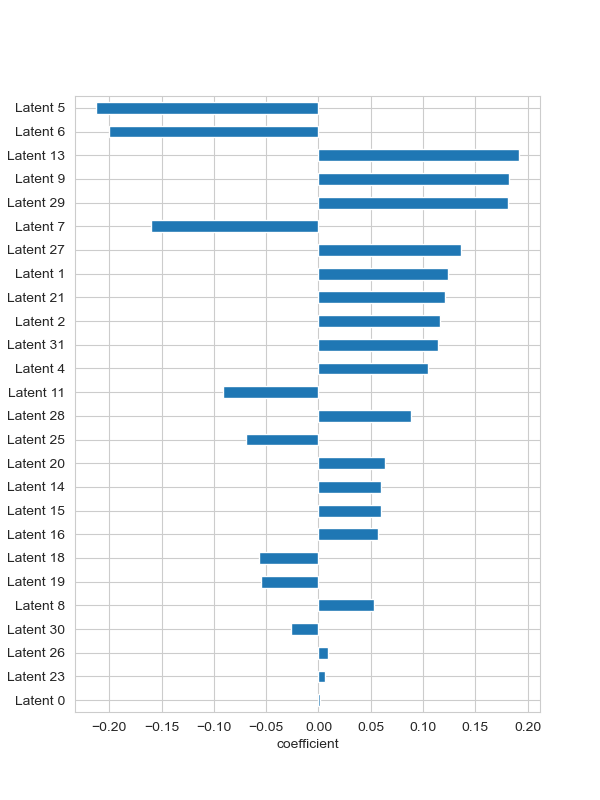 Latent 5
Latent 6
Latent 13
Latent 9
Latent 29
Latent 7
Latent 27
Latent 1
Latent 21
Latent 2
Latent 31
Latent 4
Latent 11
Latent 28
Latent 25
Latent 20
Latent 14
Latent 15
Latent 16
Latent 18
Latent 19
Latent 8
Latent 30
Latent 26
Latent 23
Latent 0
−0.20 −0.15 −0.10 −0.05 0.00 0.05 0.10 0.15 0.20
coefficient